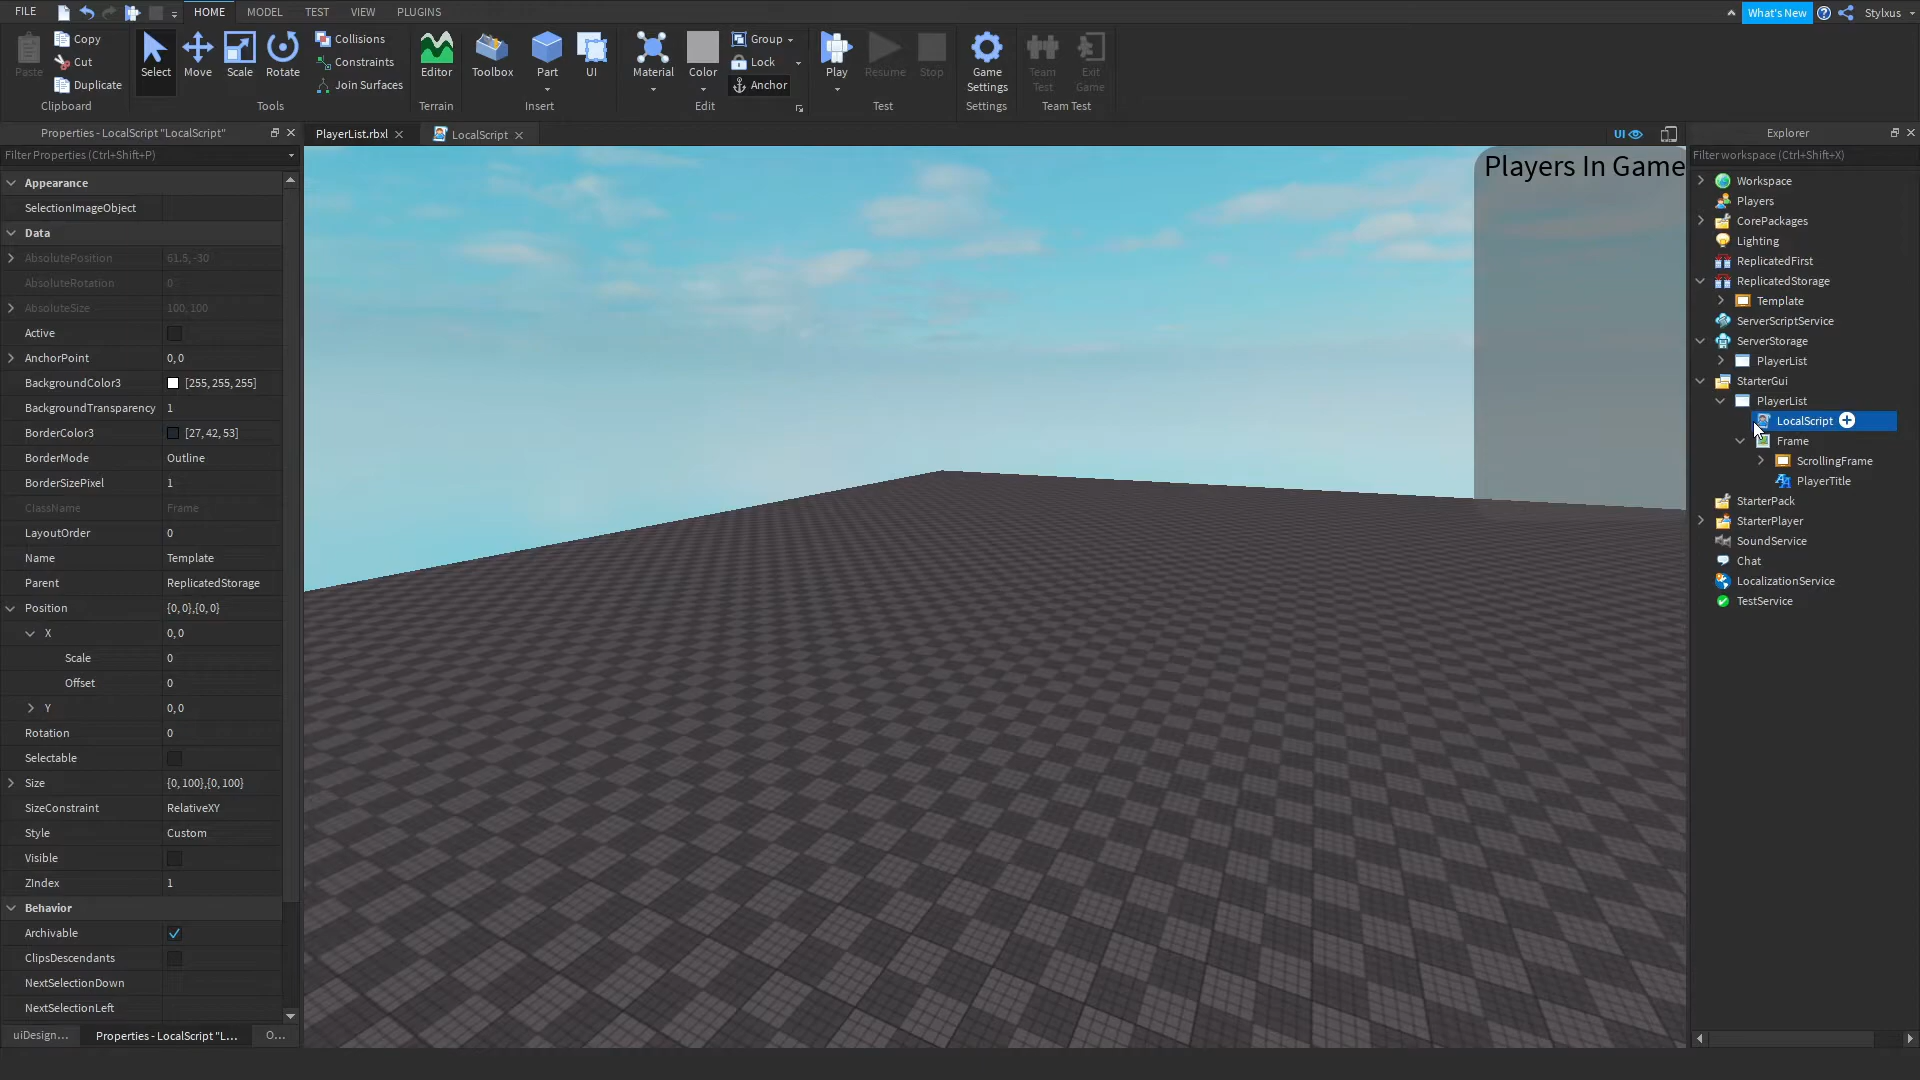 FILE
HOME
MODEL
TEST
VIEW
PLUGINS
What's New
Stylxus
Paste
Copy
Cut
Duplicate
Clipboard
Select
Move
Scale
Rotate
Collisions
Constraints
Join Surfaces
Tools
Editor
Terrain
Toolbox
Part
UI
Insert
Material
Color
Group
Lock
Anchor
Edit
Play
Resume
Stop
Test
Game
Settings
Settings
Team
Test
Exit
Game
Team Test
Properties - LocalScript "LocalScript"
Filter Properties (Ctrl+Shift+P)
Appearance
SelectionImageObject
Data
AbsolutePosition 61.5, -30
AbsoluteRotation 0
AbsoluteSize 100, 100
Active
AnchorPoint 0, 0
BackgroundColor3 [255, 255, 255]
BackgroundTransparency 1
BorderColor3 [27, 42, 53]
BorderMode Outline
BorderSizePixel 1
ClassName Frame
LayoutOrder 0
Name Template
Parent ReplicatedStorage
Position {0, 0},{0, 0}
X 0, 0
Scale 0
Offset 0
Y 0, 0
Rotation 0
Selectable
Size {0, 100},{0, 100}
SizeConstraint RelativeXY
Style Custom
Visible
ZIndex 1
Behavior
Archivable
ClipsDescendants
NextSelectionDown
NextSelectionLeft
uiDesign...
Properties - LocalScript "L...
O...
PlayerList.rbxl
LocalScript
UI
Players In Game
Explorer
Filter workspace (Ctrl+Shift+X)
Workspace
Players
CorePackages
Lighting
ReplicatedFirst
ReplicatedStorage
Template
ServerScriptService
ServerStorage
PlayerList
StarterGui
PlayerList
LocalScript
Frame
ScrollingFrame
PlayerTitle
StarterPack
StarterPlayer
SoundService
Chat
LocalizationService
TestService